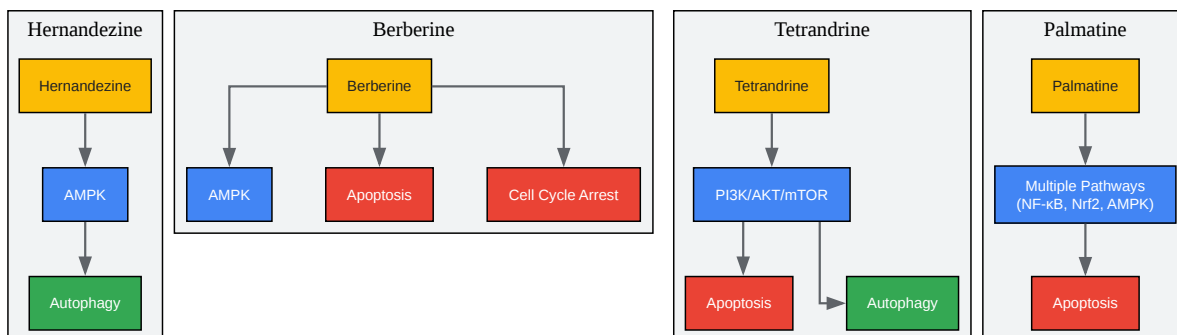 Hernandezine
Hernandezine
AMPK
Autophagy
Berberine
Berberine
AMPK
Apoptosis
Cell Cycle Arrest
Tetrandrine
Tetrandrine
PI3K/AKT/mTOR
Apoptosis
Autophagy
Palmatine
Palmatine
Multiple Pathways
(NF-κB, Nrf2, AMPK)
Apoptosis